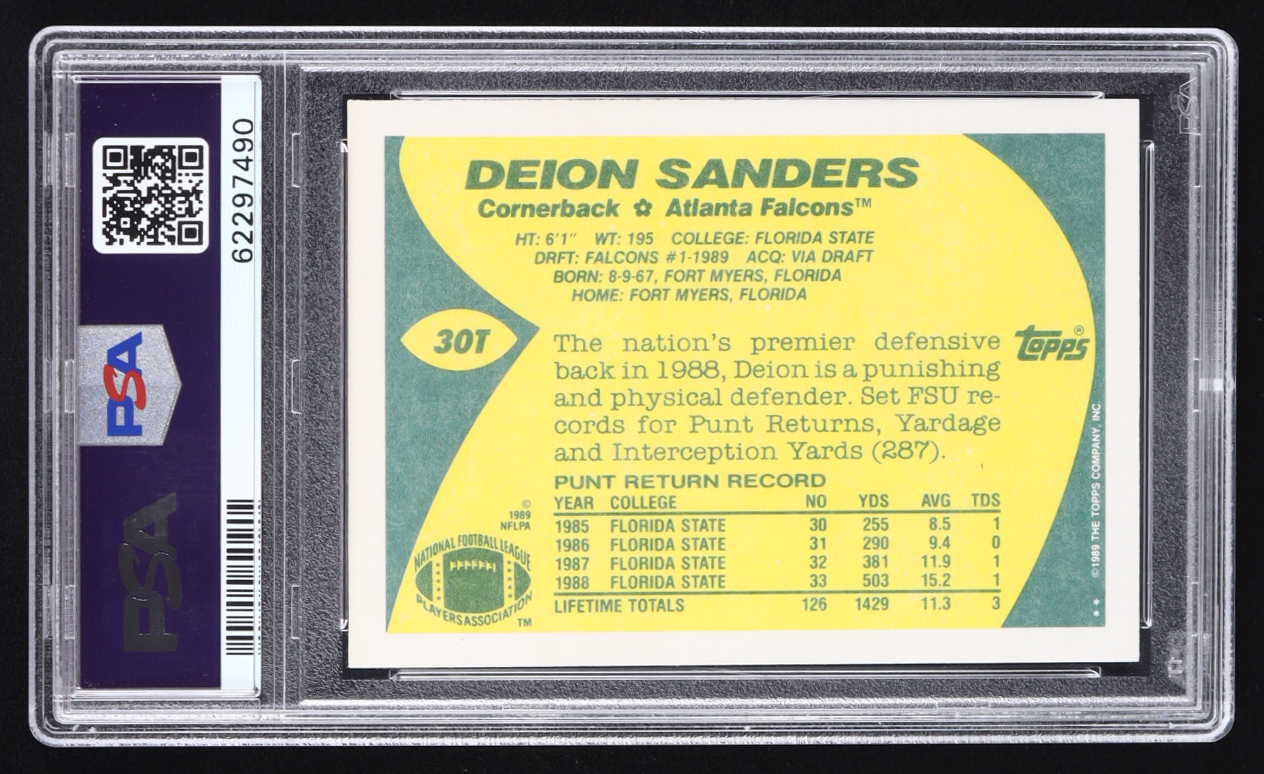 62297490
PSA
PSA
PSA
DEION SANDERS
Cornerback ✿ Atlanta Falcons™
HT: 6'1" WT: 195 COLLEGE: FLORIDA STATE
DRFT: FALCONS #1-1989 ACQ: VIA DRAFT
BORN: 8-9-67, FORT MYERS, FLORIDA
HOME: FORT MYERS, FLORIDA
30T
The nation's premier defensive
back in 1988, Deion is a punishing
and physical defender. Set FSU re-
cords for Punt Returns, Yardage
and Interception Yards (287).
topps®
PUNT RETURN RECORD
YEAR COLLEGE NO YDS AVG TDS
1985 FLORIDA STATE 30 255 8.5 1
1986 FLORIDA STATE 31 290 9.4 0
1987 FLORIDA STATE 32 381 11.9 1
1988 FLORIDA STATE 33 503 15.2 1
LIFETIME TOTALS 126 1429 11.3 3
©
1989
NFLPA
NATIONAL FOOTBALL LEAGUE
PLAYERS ASSOCIATION
TM
©1989 THE TOPPS COMPANY, INC.
**